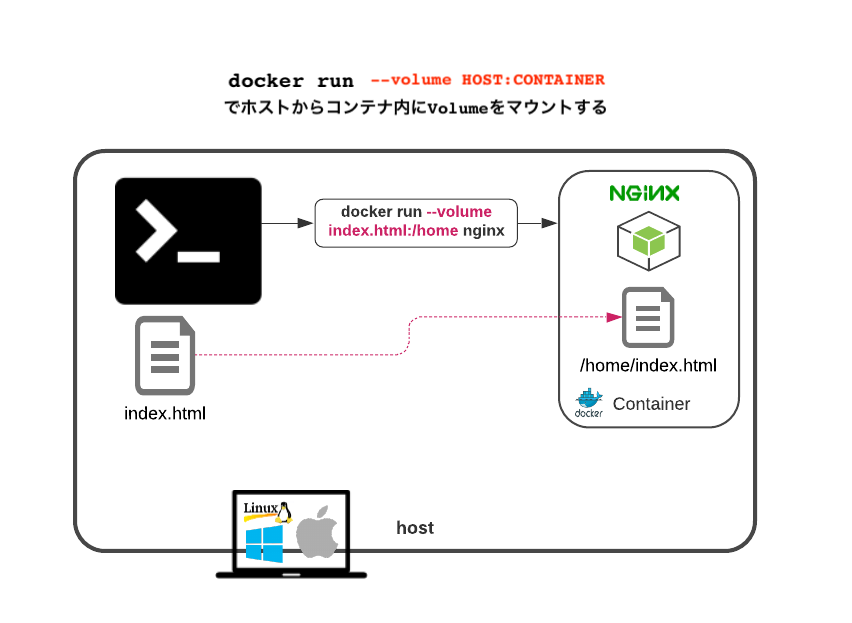 docker run --volume HOST:CONTAINER
でホストからコンテナ内にVolumeをマウントする
docker run --volume
index.html:/home nginx
NGINX
/home/index.html
docker Container
index.html
Linux
host